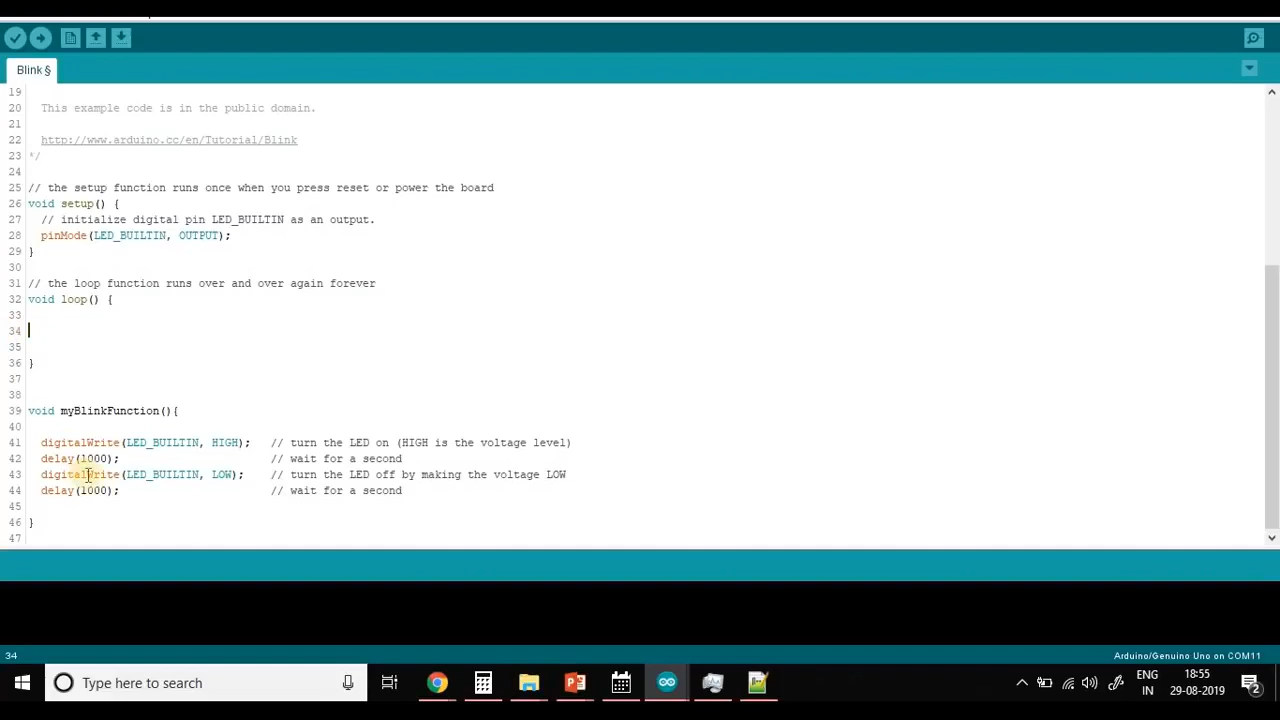 Blink §
19
20 This example code is in the public domain.
21
22 http://www.arduino.cc/en/Tutorial/Blink
23 */
24
25 // the setup function runs once when you press reset or power the board
26 void setup() {
27 // initialize digital pin LED_BUILTIN as an output.
28 pinMode(LED_BUILTIN, OUTPUT);
29 }
30
31 // the loop function runs over and over again forever
32 void loop() {
33
34
35
36 }
37
38
39 void myBlinkFunction(){
40
41 digitalWrite(LED_BUILTIN, HIGH); // turn the LED on (HIGH is the voltage level)
42 delay(1000); // wait for a second
43 digitalWrite(LED_BUILTIN, LOW); // turn the LED off by making the voltage LOW
44 delay(1000); // wait for a second
45
46 }
47
34 Arduino/Genuino Uno on COM11
Type here to search
ENG 18:55
IN 29-08-2019 2